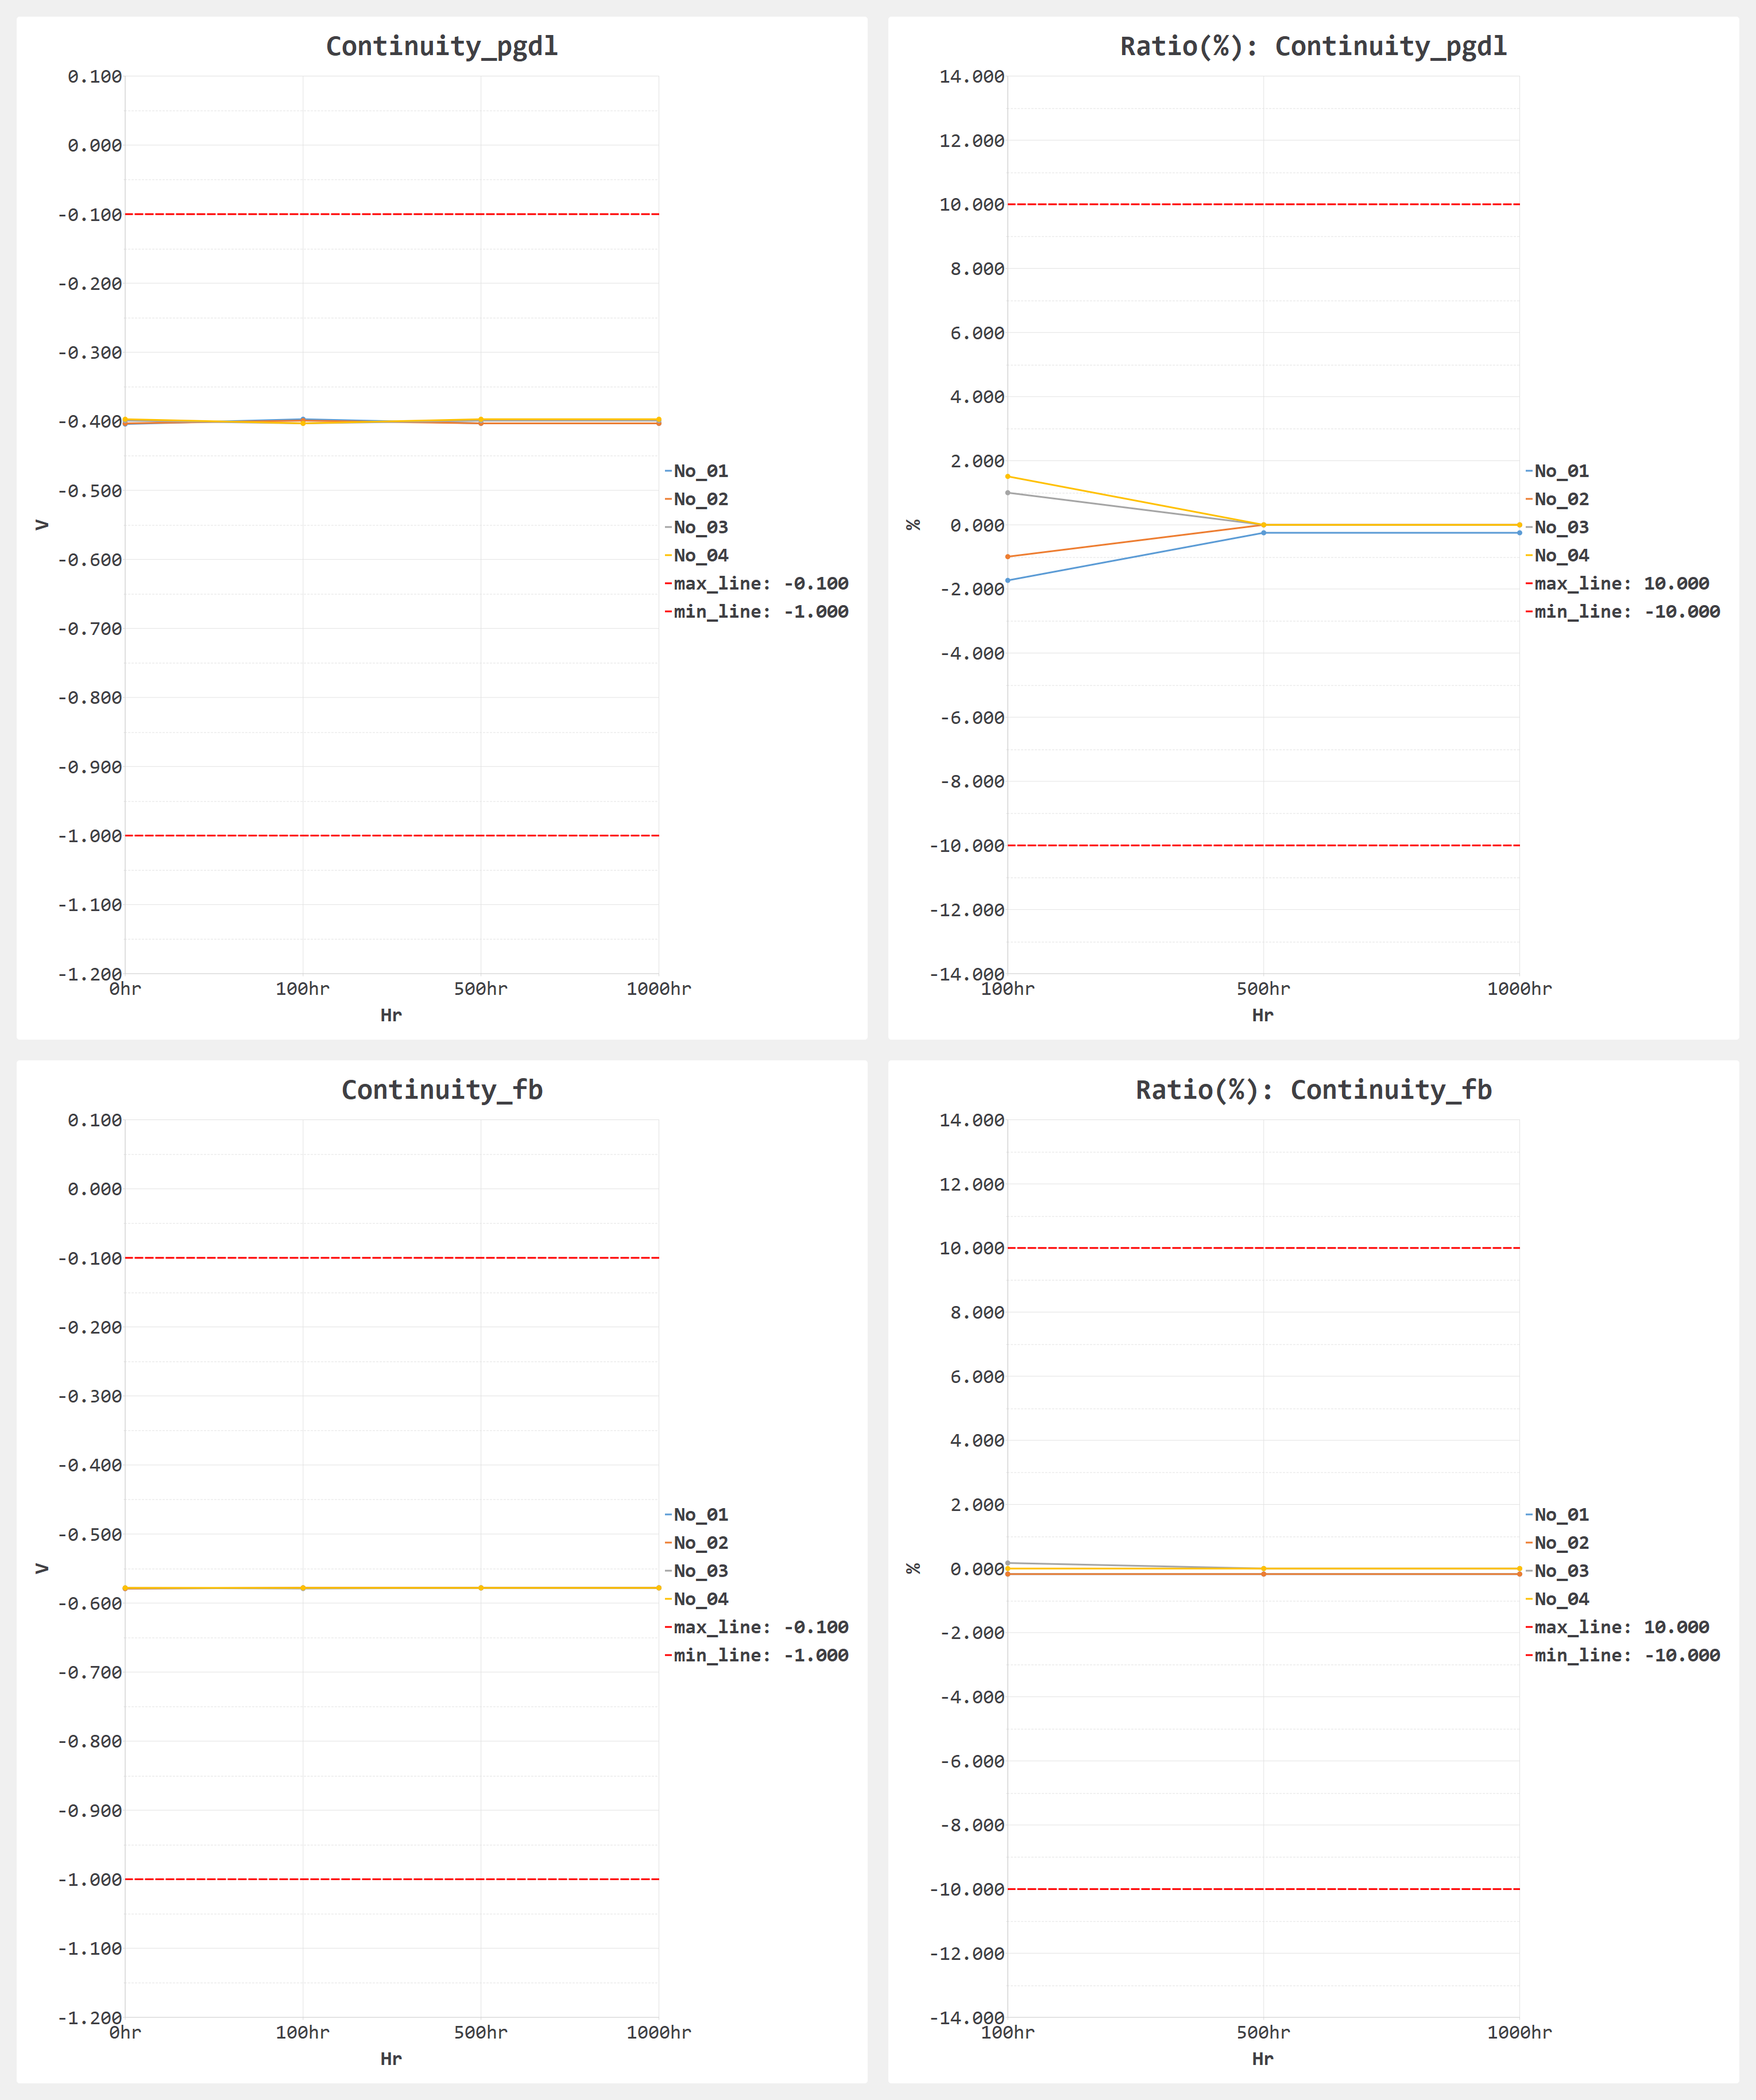 Continuity_pgdl
0.100
0.000
-0.100
-0.200
-0.300
-0.400
-0.500
-0.600
-0.700
-0.800
-0.900
-1.000
-1.100
-1.200
V
0hr 100hr 500hr 1000hr
Hr
No_01
No_02
No_03
No_04
max_line: -0.100
min_line: -1.000
Ratio(%): Continuity_pgdl
14.000
12.000
10.000
8.000
6.000
4.000
2.000
0.000
-2.000
-4.000
-6.000
-8.000
-10.000
-12.000
-14.000
%
100hr 500hr 1000hr
Hr
No_01
No_02
No_03
No_04
max_line: 10.000
min_line: -10.000
Continuity_fb
0.100
0.000
-0.100
-0.200
-0.300
-0.400
-0.500
-0.600
-0.700
-0.800
-0.900
-1.000
-1.100
-1.200
V
0hr 100hr 500hr 1000hr
Hr
No_01
No_02
No_03
No_04
max_line: -0.100
min_line: -1.000
Ratio(%): Continuity_fb
14.000
12.000
10.000
8.000
6.000
4.000
2.000
0.000
-2.000
-4.000
-6.000
-8.000
-10.000
-12.000
-14.000
%
100hr 500hr 1000hr
Hr
No_01
No_02
No_03
No_04
max_line: 10.000
min_line: -10.000